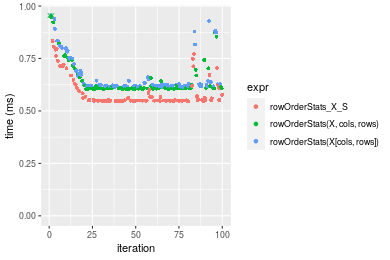 1.00
0.75
0.50
0.25
0.00
time (ms)
0
25
50
75
100
iteration
expr
rowOrderStats_X_S
rowOrderStats(X, cols, rows)
rowOrderStats(X[cols, rows])